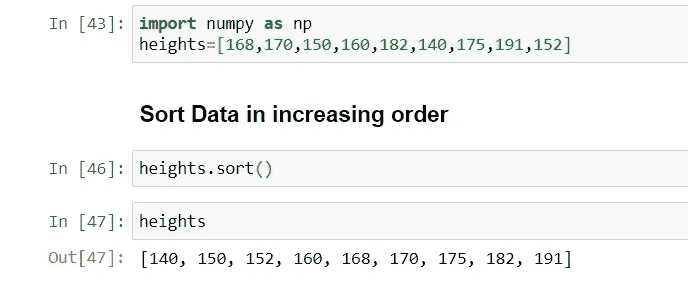 In [43]: import numpy as np
heights=[168,170,150,160,182,140,175,191,152]
Sort Data in increasing order
In [46]: heights.sort()
In [47]: heights
Out[47]: [140, 150, 152, 160, 168, 170, 175, 182, 191]